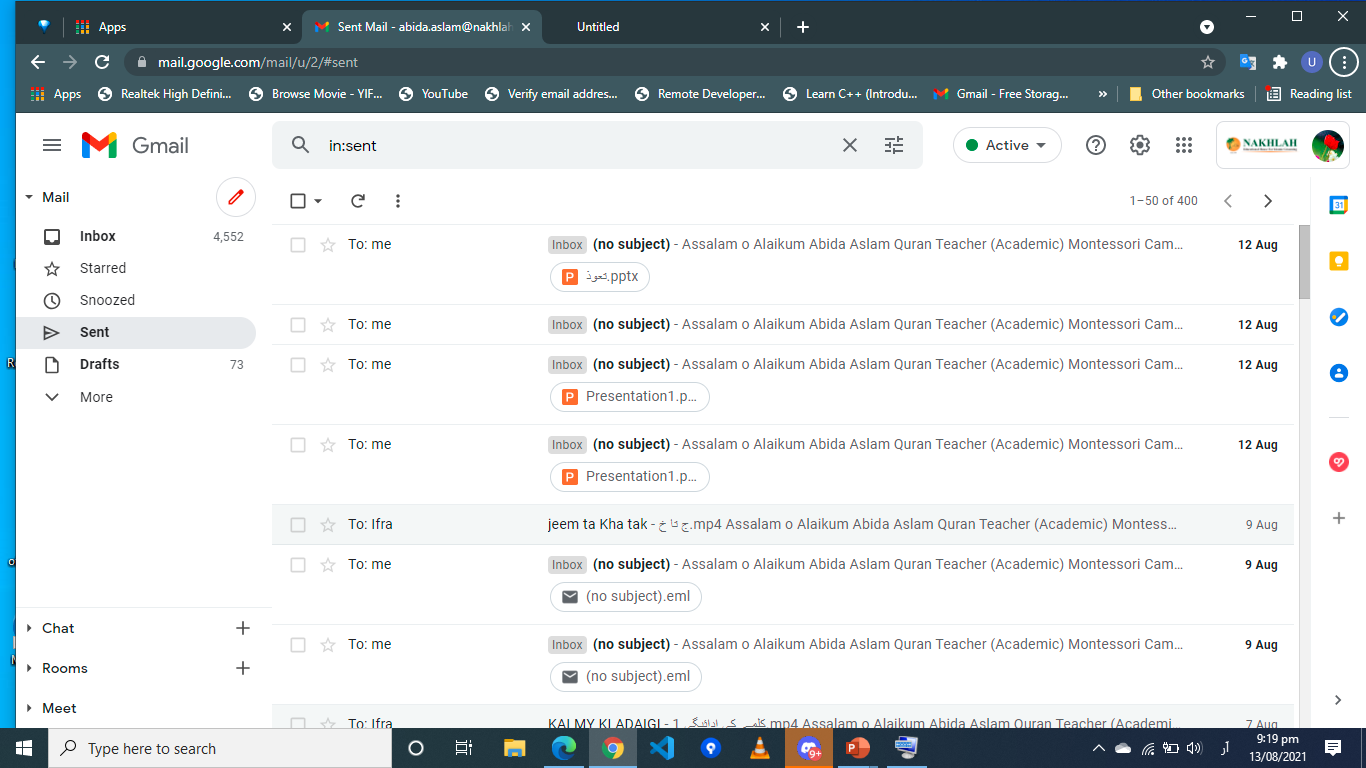 Apps
Sent Mail - abida.aslam@nakhlah
Untitled
mail.google.com/mail/u/2/#sent
U
Apps
Realtek High Defini...
Browse Movie - YIF...
YouTube
Verify email addres...
Remote Developer...
Learn C++ (Introdu...
Gmail - Free Storag...
»
Other bookmarks
Reading list
Gmail
in:sent
Active
NAKHLAH
Mail
Inbox 4,552
Starred
Snoozed
Sent
Drafts 73
More
Chat
Rooms
Meet
1–50 of 400
To: me Inbox (no subject) - Assalam o Alaikum Abida Aslam Quran Teacher (Academic) Montessori Cam... 12 Aug
P تعوذ.pptx
To: me Inbox (no subject) - Assalam o Alaikum Abida Aslam Quran Teacher (Academic) Montessori Cam... 12 Aug
To: me Inbox (no subject) - Assalam o Alaikum Abida Aslam Quran Teacher (Academic) Montessori Cam... 12 Aug
P Presentation1.p...
To: me Inbox (no subject) - Assalam o Alaikum Abida Aslam Quran Teacher (Academic) Montessori Cam... 12 Aug
P Presentation1.p...
To: Ifra jeem ta Kha tak - ج تا خ.mp4 Assalam o Alaikum Abida Aslam Quran Teacher (Academic) Montess... 9 Aug
To: me Inbox (no subject) - Assalam o Alaikum Abida Aslam Quran Teacher (Academic) Montessori Cam... 9 Aug
(no subject).eml
To: me Inbox (no subject) - Assalam o Alaikum Abida Aslam Quran Teacher (Academic) Montessori Cam... 9 Aug
(no subject).eml
To: Ifra KALMY KI ADAIGI - 1 کلمے کی ادائیگی.mp4 Assalam o Alaikum Abida Aslam Quran Teacher (Academi... 7 Aug
31
Type here to search
9+
9:19 pm
13/08/2021